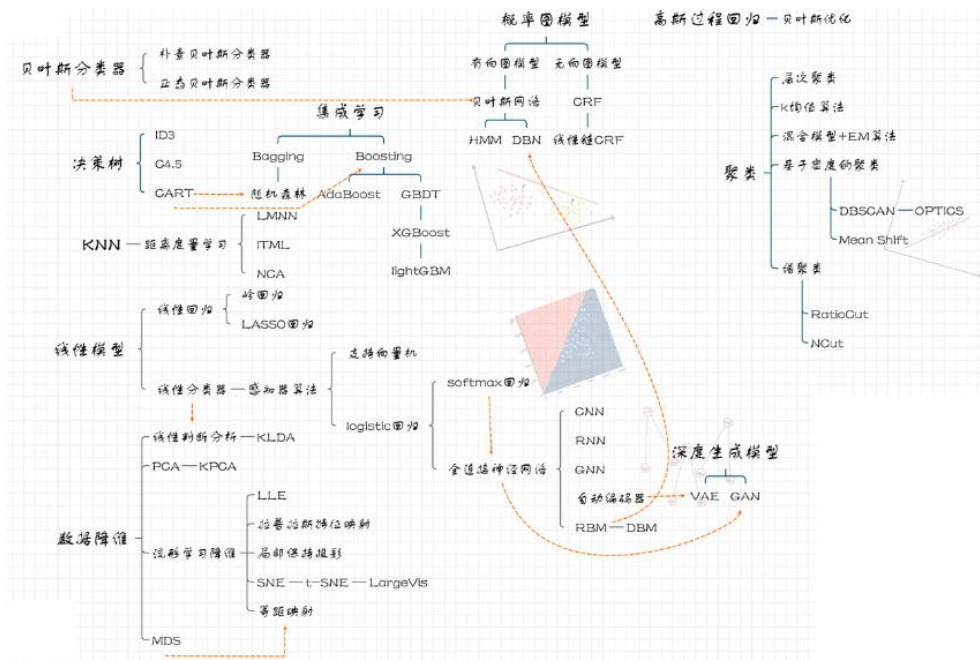 概率图模型
高斯过程回归
贝叶斯优化
贝叶斯分类器
朴素贝叶斯分类器
正态贝叶斯分类器
有向图模型
无向图模型
贝叶斯网络
CRF
HMM
DBN
线性链CRF
集成学习
Bagging
Boosting
随机森林
AdaBoost
GBDT
XGBoost
lightGBM
决策树
ID3
C4.5
CART
KNN
距离度量学习
LMNN
ITML
NCA
聚类
层次聚类
K均值算法
混合模型+EM算法
基于密度的聚类
DBSCAN
OPTICS
Mean Shift
谱聚类
RatioCut
NCut
线性模型
线性回归
岭回归
LASSO回归
线性分类器
感知器算法
支持向量机
logistic回归
softmax回归
全连接神经网络
CNN
RNN
GNN
自动编码器
RBM
DBM
深度生成模型
VAE
GAN
数据降维
线性判断分析
KLDA
PCA
KPCA
流形学习降维
LLE
拉普拉斯特征映射
局部保持投影
SNE
t-SNE
LargeVis
等距映射
MDS